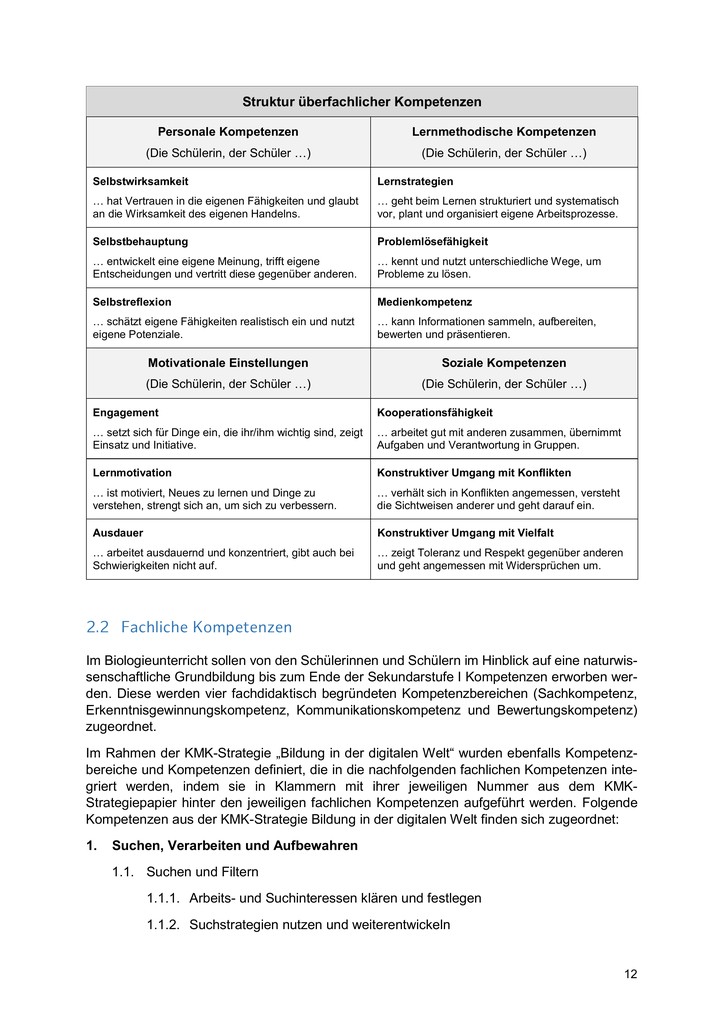 Struktur überfachlicher Kompetenzen
Personale Kompetenzen
(Die Schülerin, der Schüler …)
Lernmethodische Kompetenzen
(Die Schülerin, der Schüler …)
Selbstwirksamkeit
… hat Vertrauen in die eigenen Fähigkeiten und glaubt
an die Wirksamkeit des eigenen Handelns.
Lernstrategien
… geht beim Lernen strukturiert und systematisch
vor, plant und organisiert eigene Arbeitsprozesse.
Selbstbehauptung
… entwickelt eine eigene Meinung, trifft eigene
Entscheidungen und vertritt diese gegenüber anderen.
Problemlösefähigkeit
… kennt und nutzt unterschiedliche Wege, um
Probleme zu lösen.
Selbstreflexion
… schätzt eigene Fähigkeiten realistisch ein und nutzt
eigene Potenziale.
Medienkompetenz
… kann Informationen sammeln, aufbereiten,
bewerten und präsentieren.
Motivationale Einstellungen
(Die Schülerin, der Schüler …)
Soziale Kompetenzen
(Die Schülerin, der Schüler …)
Engagement
… setzt sich für Dinge ein, die ihr/ihm wichtig sind, zeigt
Einsatz und Initiative.
Kooperationsfähigkeit
… arbeitet gut mit anderen zusammen, übernimmt
Aufgaben und Verantwortung in Gruppen.
Lernmotivation
… ist motiviert, Neues zu lernen und Dinge zu
verstehen, strengt sich an, um sich zu verbessern.
Konstruktiver Umgang mit Konflikten
… verhält sich in Konflikten angemessen, versteht
die Sichtweisen anderer und geht darauf ein.
Ausdauer
… arbeitet ausdauernd und konzentriert, gibt auch bei
Schwierigkeiten nicht auf.
Konstruktiver Umgang mit Vielfalt
… zeigt Toleranz und Respekt gegenüber anderen
und geht angemessen mit Widersprüchen um.
2.2 Fachliche Kompetenzen
Im Biologieunterricht sollen von den Schülerinnen und Schülern im Hinblick auf eine naturwis-
senschaftliche Grundbildung bis zum Ende der Sekundarstufe I Kompetenzen erworben wer-
den. Diese werden vier fachdidaktisch begründeten Kompetenzbereichen (Sachkompetenz,
Erkenntnisgewinnungskompetenz, Kommunikationskompetenz und Bewertungskompetenz)
zugeordnet.
Im Rahmen der KMK-Strategie „Bildung in der digitalen Welt“ wurden ebenfalls Kompetenz-
bereiche und Kompetenzen definiert, die in die nachfolgenden fachlichen Kompetenzen inte-
griert werden, indem sie in Klammern mit ihrer jeweiligen Nummer aus dem KMK-
Strategiepapier hinter den jeweiligen fachlichen Kompetenzen aufgeführt werden. Folgende
Kompetenzen aus der KMK-Strategie Bildung in der digitalen Welt finden sich zugeordnet:
1. Suchen, Verarbeiten und Aufbewahren
1.1. Suchen und Filtern
1.1.1. Arbeits- und Suchinteressen klären und festlegen
1.1.2. Suchstrategien nutzen und weiterentwickeln
12